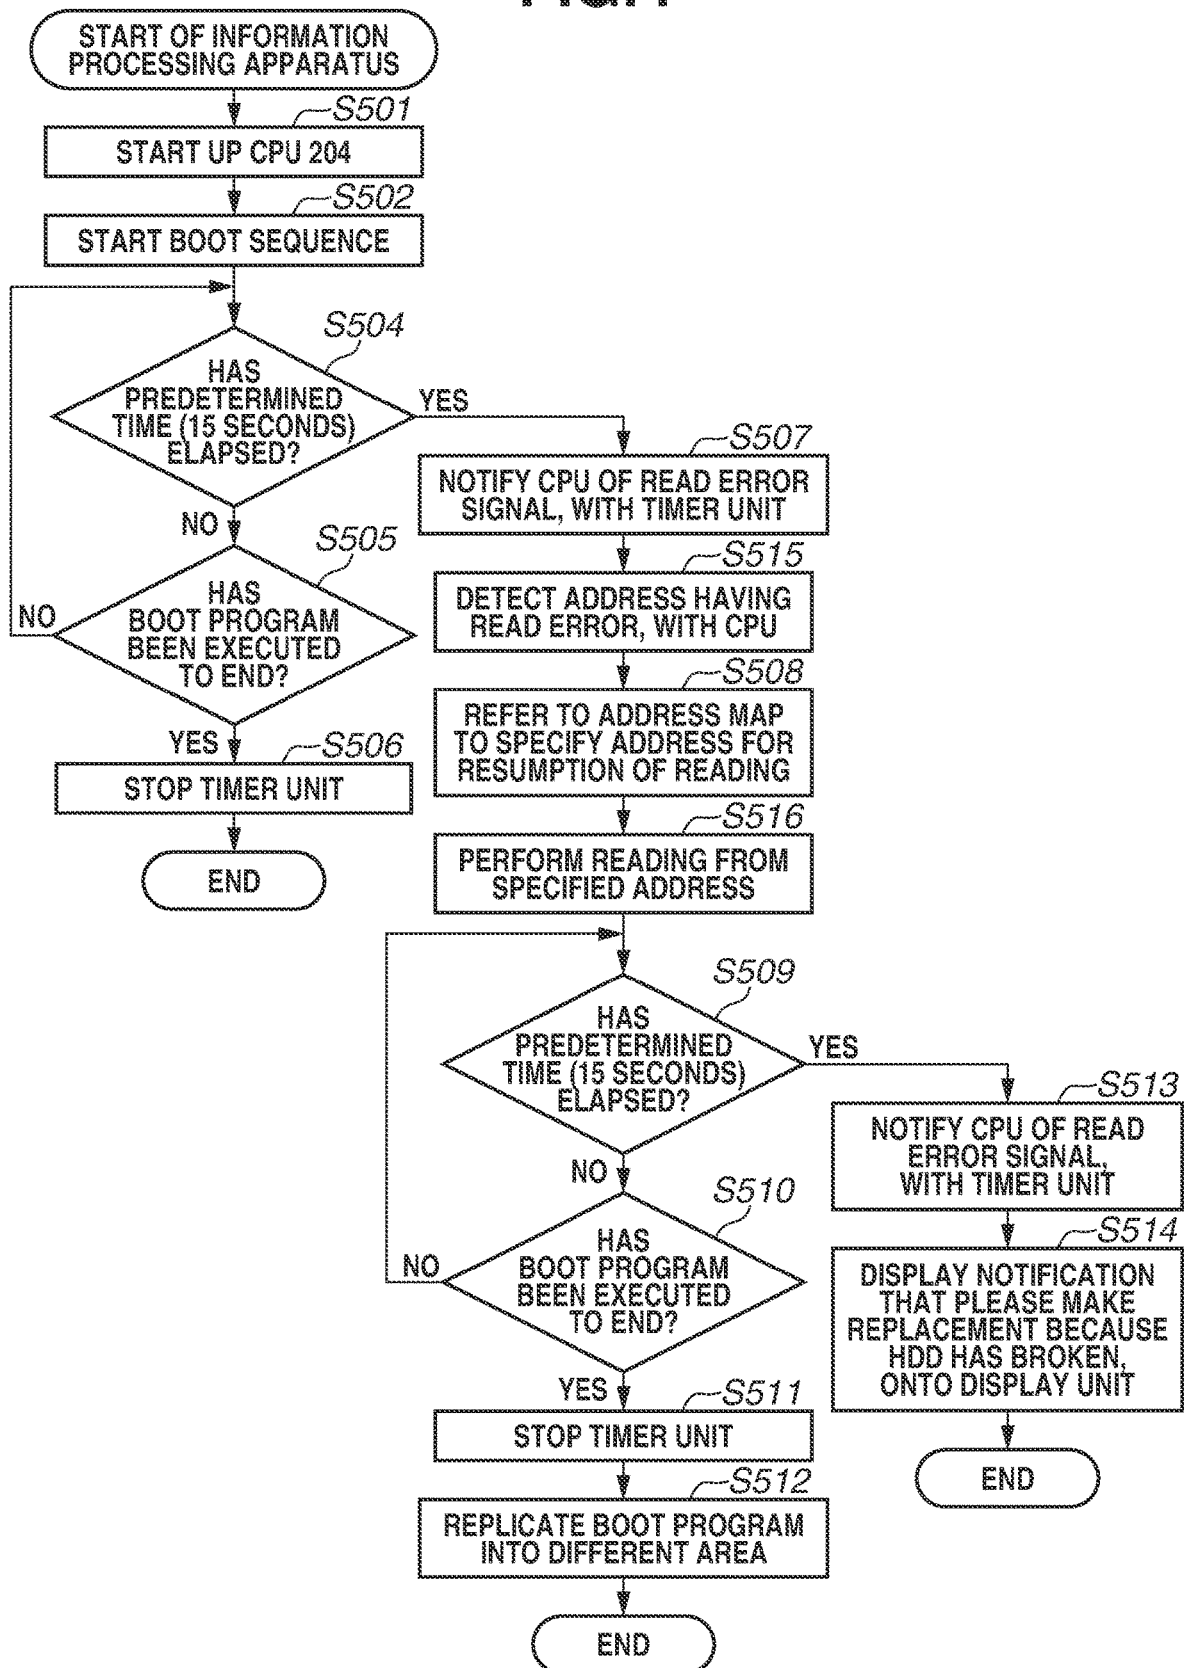 START OF INFORMATION
PROCESSING APPARATUS
S501
START UP CPU 204
S502
START BOOT SEQUENCE
S504
HAS
PREDETERMINED
TIME (15 SECONDS)
ELAPSED?
YES
NO
S505
HAS
BOOT PROGRAM
BEEN EXECUTED
TO END?
NO
YES
S506
STOP TIMER UNIT
END
S507
NOTIFY CPU OF READ ERROR
SIGNAL, WITH TIMER UNIT
S515
DETECT ADDRESS HAVING
READ ERROR, WITH CPU
S508
REFER TO ADDRESS MAP
TO SPECIFY ADDRESS FOR
RESUMPTION OF READING
S516
PERFORM READING FROM
SPECIFIED ADDRESS
S509
HAS
PREDETERMINED
TIME (15 SECONDS)
ELAPSED?
YES
NO
S510
HAS
BOOT PROGRAM
BEEN EXECUTED
TO END?
NO
YES
S511
STOP TIMER UNIT
S512
REPLICATE BOOT PROGRAM
INTO DIFFERENT AREA
END
S513
NOTIFY CPU OF READ
ERROR SIGNAL,
WITH TIMER UNIT
S514
DISPLAY NOTIFICATION
THAT PLEASE MAKE
REPLACEMENT BECAUSE
HDD HAS BROKEN,
ONTO DISPLAY UNIT
END